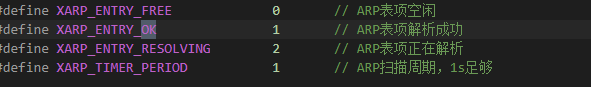 #define XARP_ENTRY_FREE 0 // ARP表项空闲
#define XARP_ENTRY_OK 1 // ARP表项解析成功
#define XARP_ENTRY_RESOLVING 2 // ARP表项正在解析
#define XARP_TIMER_PERIOD 1 // ARP扫描周期，1s足够